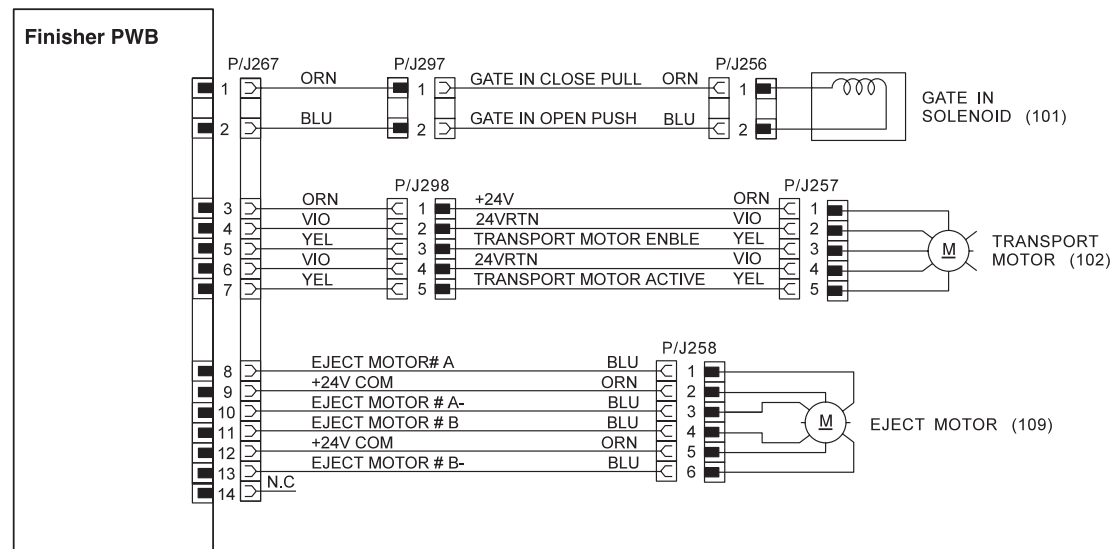 Finisher PWB
P/J267 P/J297 P/J256
1 ORN 1 GATE IN CLOSE PULL ORN 1
2 BLU 2 GATE IN OPEN PUSH BLU 2
GATE IN
SOLENOID (101)
P/J298 P/J257
3 ORN 1 +24V ORN 1
4 VIO 2 24VRTN VIO 2
5 YEL 3 TRANSPORT MOTOR ENBLE YEL 3
6 VIO 4 24VRTN VIO 4
7 YEL 5 TRANSPORT MOTOR ACTIVE YEL 5
M
TRANSPORT
MOTOR (102)
P/J258
8 EJECT MOTOR# A BLU 1
9 +24V COM ORN 2
10 EJECT MOTOR # A- BLU 3
11 EJECT MOTOR # B BLU 4
12 +24V COM ORN 5
13 EJECT MOTOR # B- BLU 6
14 N.C
M
EJECT MOTOR (109)